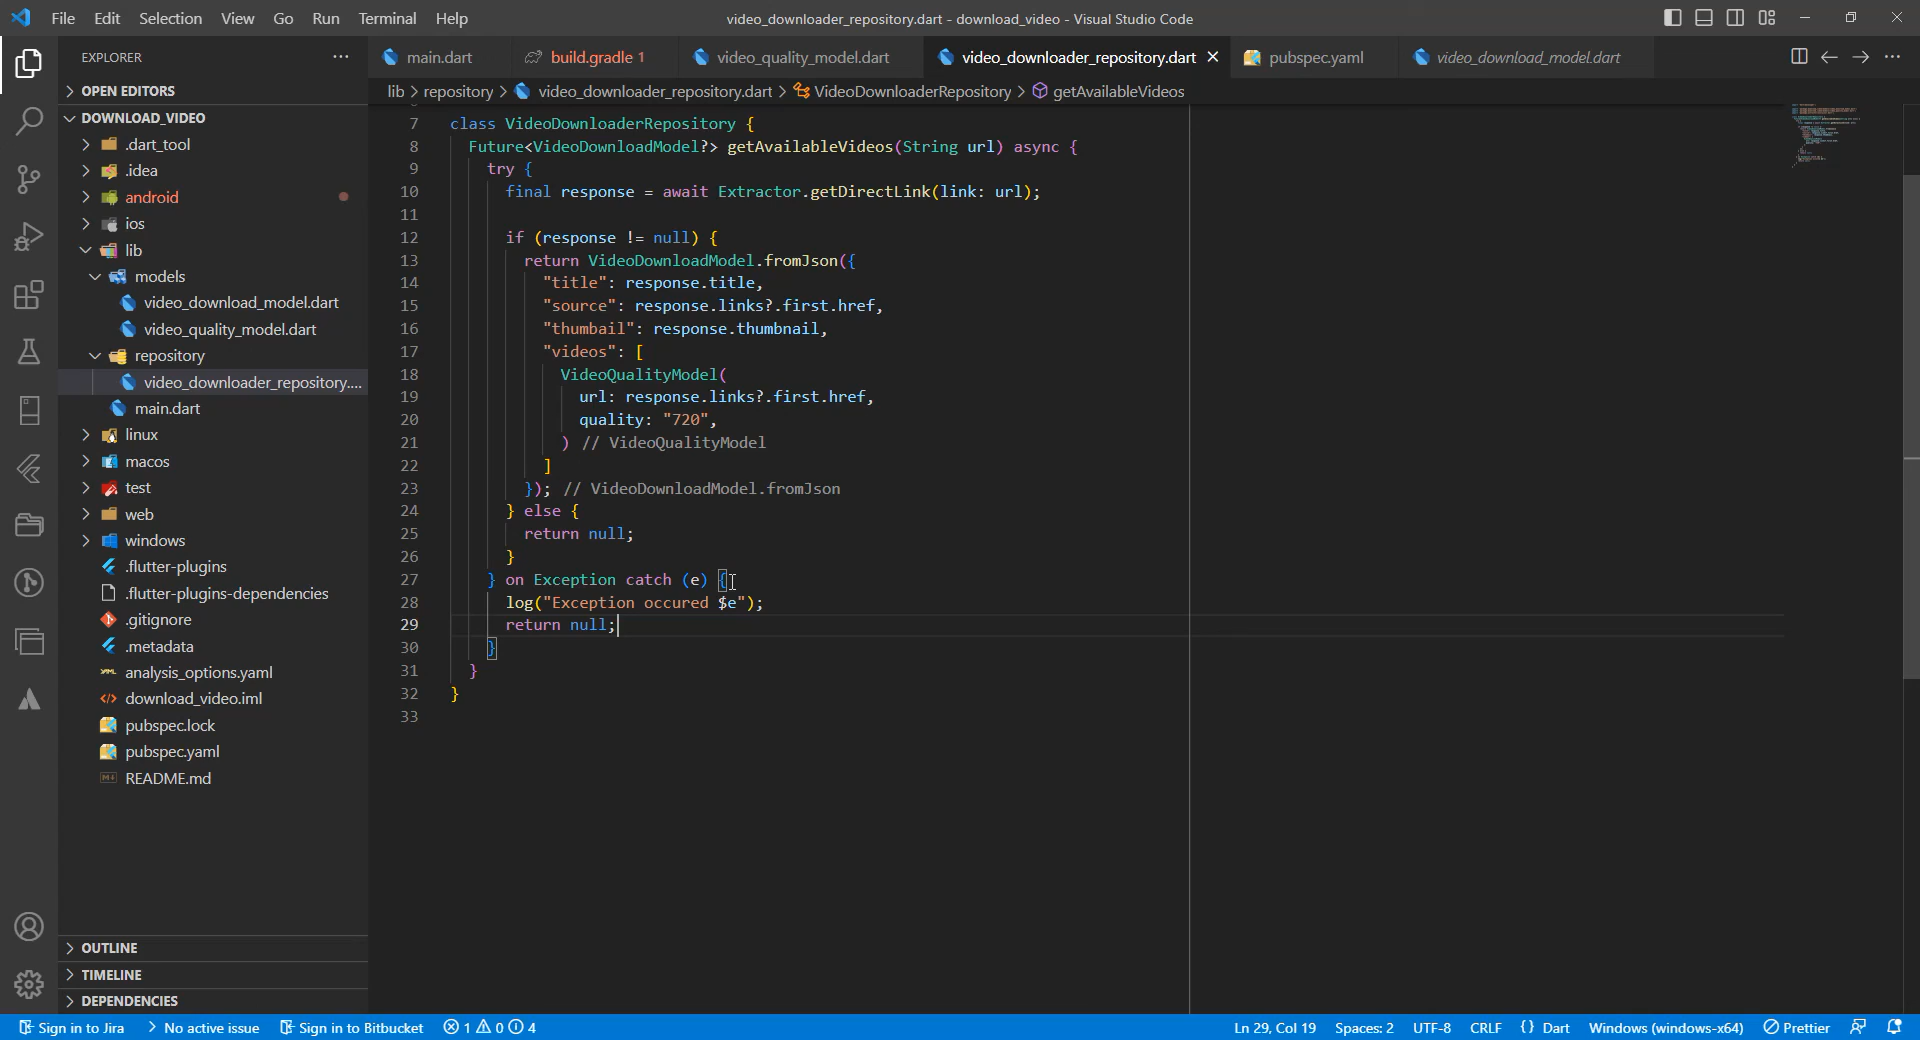 File Edit Selection View Go Run Terminal Help
video_downloader_repository.dart - download_video - Visual Studio Code
EXPLORER
main.dart
build.gradle 1
video_quality_model.dart
video_downloader_repository.dart
pubspec.yaml
video_download_model.dart
OPEN EDITORS
lib > repository > video_downloader_repository.dart > VideoDownloaderRepository > getAvailableVideos
DOWNLOAD_VIDEO
.dart_tool
.idea
android
ios
lib
models
video_download_model.dart
video_quality_model.dart
repository
video_downloader_repository....
main.dart
linux
macos
test
web
windows
.flutter-plugins
.flutter-plugins-dependencies
.gitignore
.metadata
analysis_options.yaml
download_video.iml
pubspec.lock
pubspec.yaml
README.md
OUTLINE
TIMELINE
DEPENDENCIES
7 class VideoDownloaderRepository {
8 Future<VideoDownloadModel?> getAvailableVideos(String url) async {
9 try {
10 final response = await Extractor.getDirectLink(link: url);
11
12 if (response != null) {
13 return VideoDownloadModel.fromJson({
14 "title": response.title,
15 "source": response.links?.first.href,
16 "thumbail": response.thumbnail,
17 "videos": [
18 VideoQualityModel(
19 url: response.links?.first.href,
20 quality: "720",
21 ) // VideoQualityModel
22 ]
23 }); // VideoDownloadModel.fromJson
24 } else {
25 return null;
26 }
27 } on Exception catch (e) {
28 log("Exception occured $e");
29 return null;
30 }
31 }
32 }
33
Sign in to Jira
No active issue
Sign in to Bitbucket
1 0 4
Ln 29, Col 19
Spaces: 2
UTF-8
CRLF
{} Dart
Windows (windows-x64)
Prettier